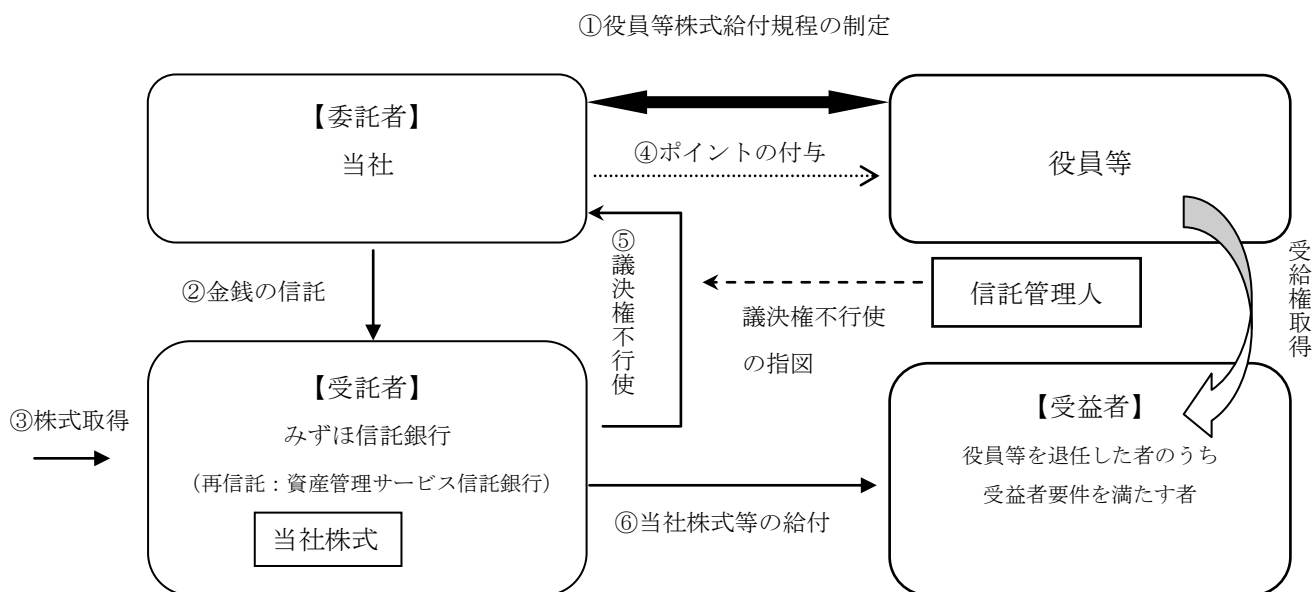 ①役員等株式給付規程の制定
【委託者】
当社
④ポイントの付与
役員等
②金銭の信託
⑤議決権不行使
議決権不行使
の指図
信託管理人
受給権取得
③株式取得
【受託者】
みずほ信託銀行
（再信託：資産管理サービス信託銀行）
当社株式
⑥当社株式等の給付
【受益者】
役員等を退任した者のうち
受益者要件を満たす者